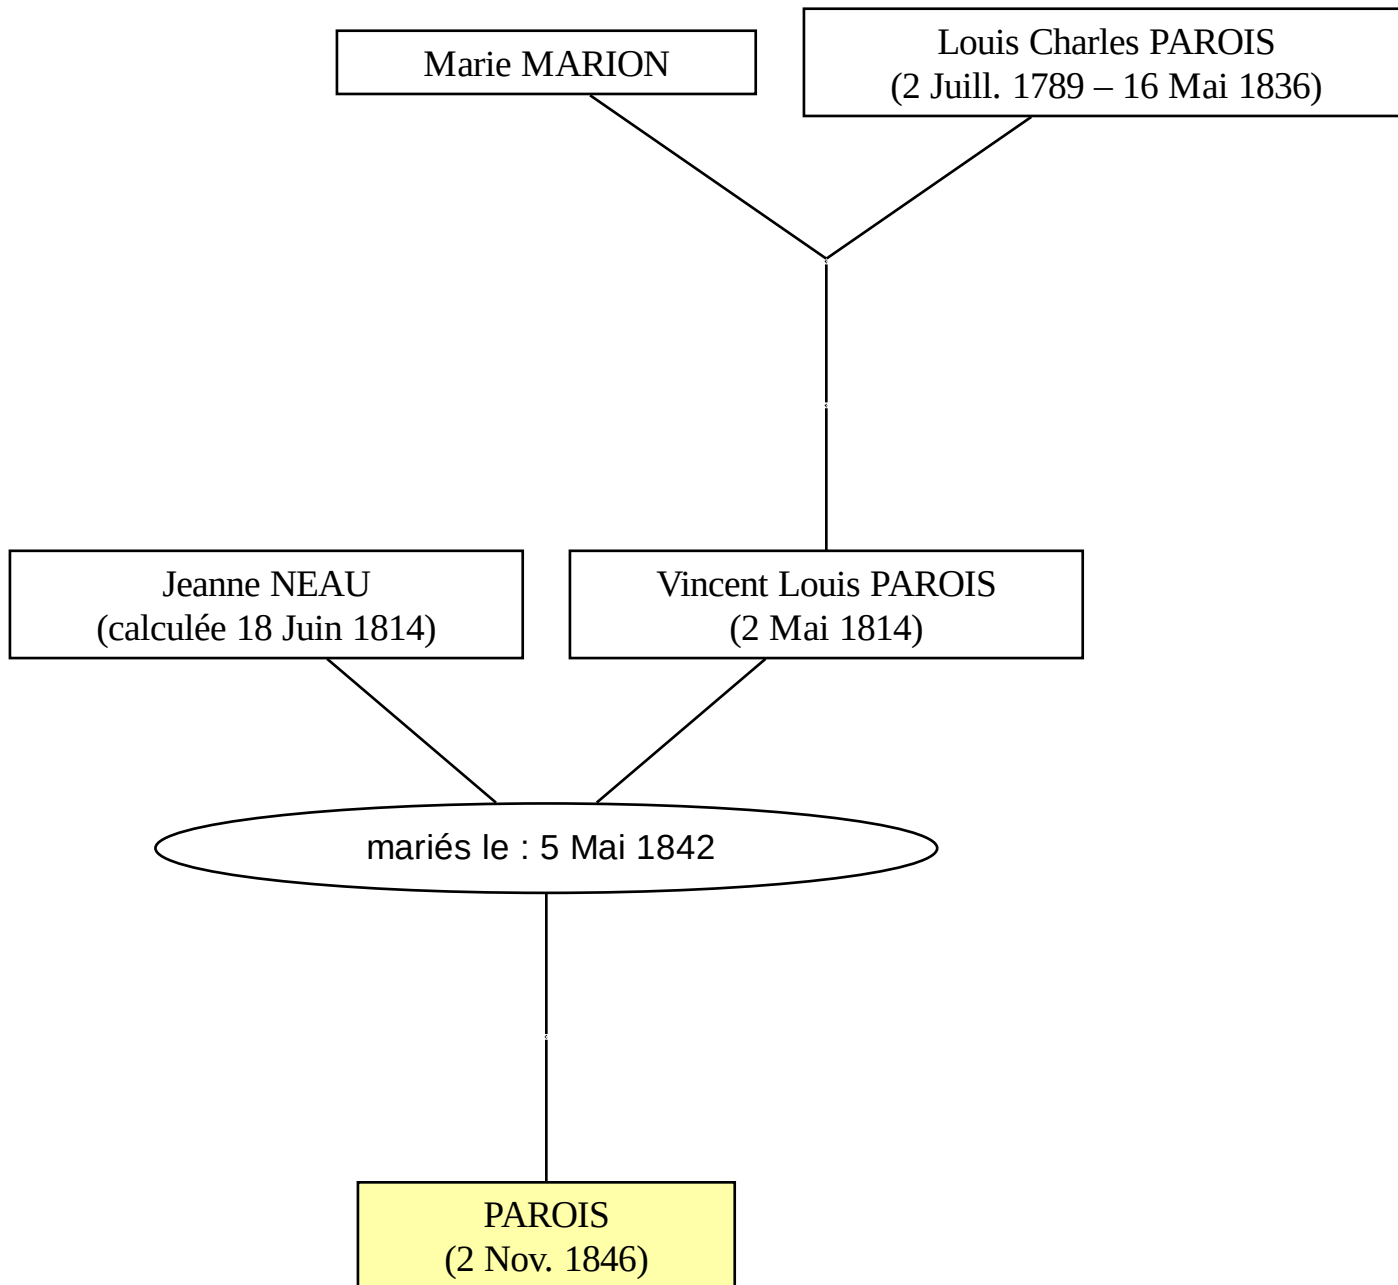 Marie MARION
Louis Charles PAROIS
(2 Juill. 1789 – 16 Mai 1836)
Jeanne NEAU
(calculée 18 Juin 1814)
Vincent Louis PAROIS
(2 Mai 1814)
mariés le : 5 Mai 1842
PAROIS
(2 Nov. 1846)